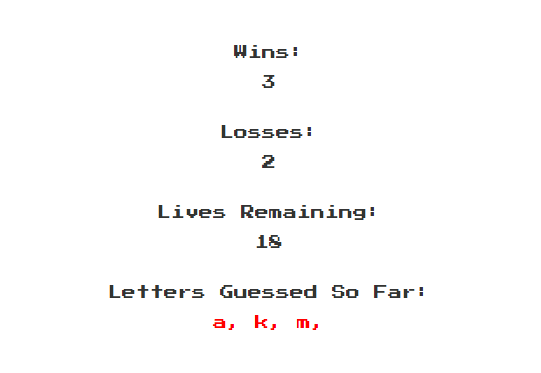 Wins:
3
Losses:
2
Lives Remaining:
18
Letters Guessed So Far:
a, k, m,